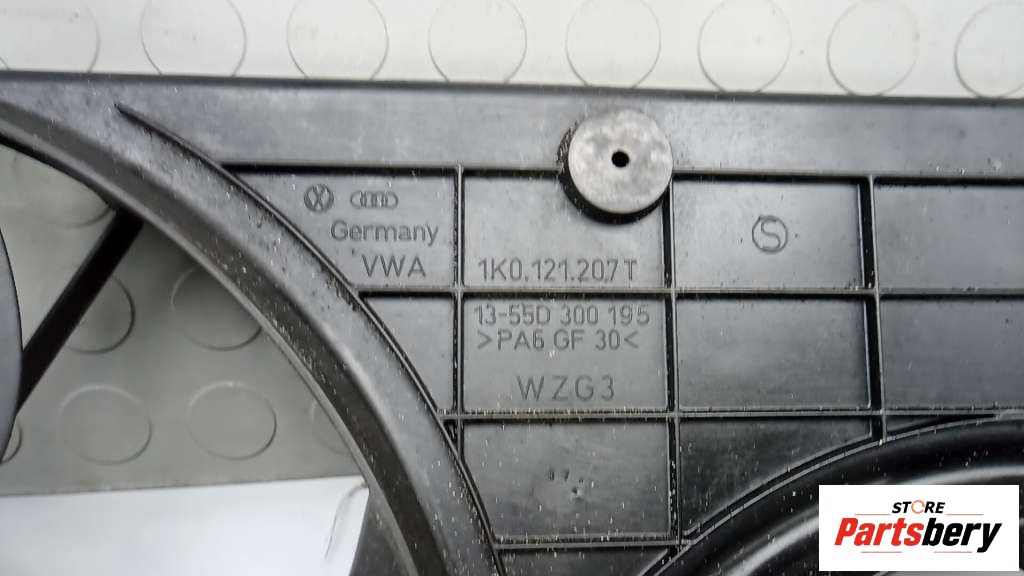 Germany
VWA
1K0.121.207 T
13-55D 300 195
>PA6 GF 30<
WZG3
S
STORE
Partsbery